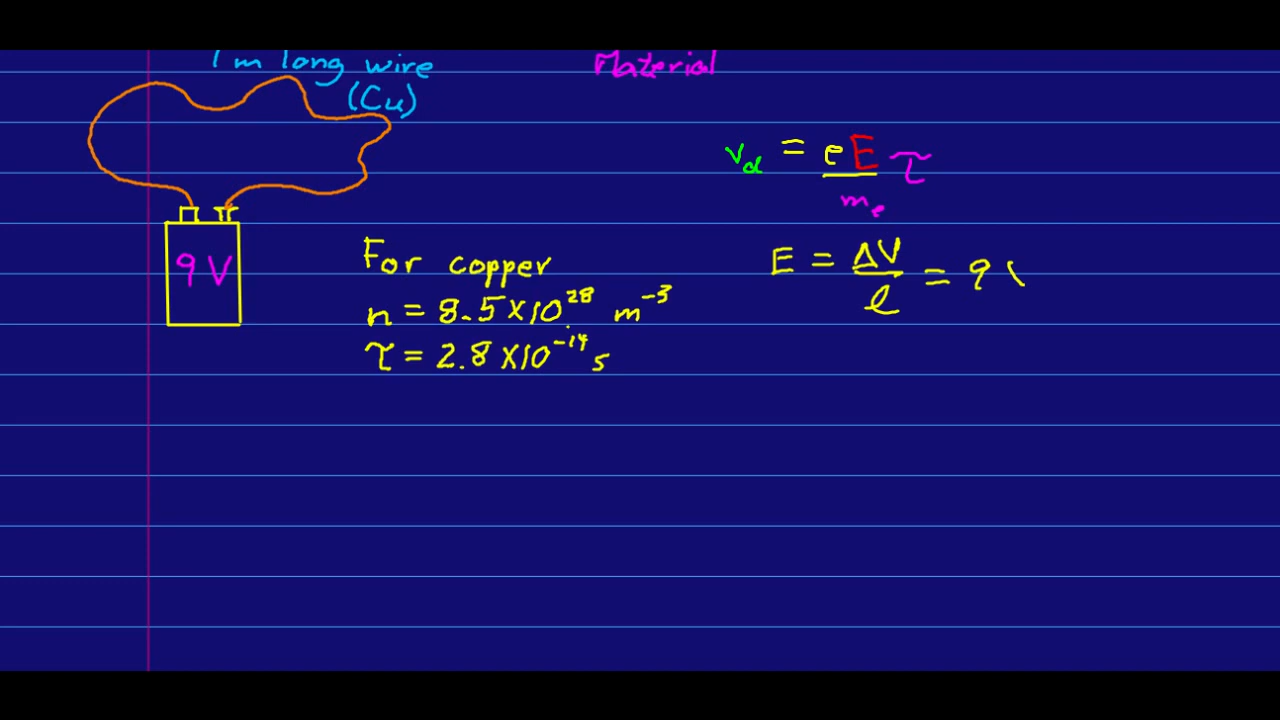 1 m long wire
(Cu)
Material
9 V
v_d = eE/m_e τ
E = ΔV/l = 9 \
For copper
n = 8.5×10^28 m^-3
τ = 2.8×10^-14 s